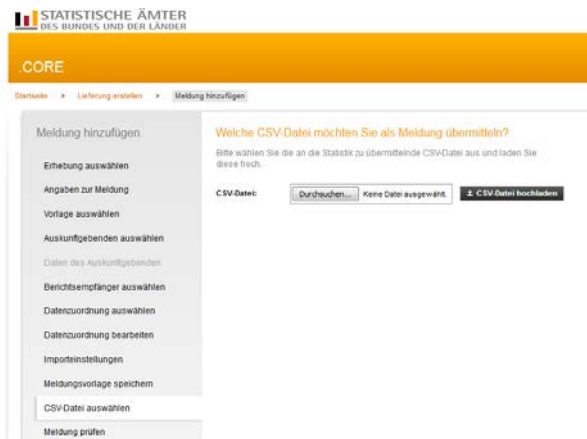 STATISTISCHE ÄMTER
DES BUNDES UND DER LÄNDER
.CORE
Startseite ▸ Lieferung erstellen ▸ Meldung hinzufügen
Meldung hinzufügen
Erhebung auswählen
Angaben zur Meldung
Vorlage auswählen
Auskunftgebenden auswählen
Daten des Auskunftgebenden
Berichtsempfänger auswählen
Datenzuordnung auswählen
Datenzuordnung bearbeiten
Importeinstellungen
Meldungsvorlage speichern
CSV-Datei auswählen
Meldung prüfen
Welche CSV-Datei möchten Sie als Meldung übermitteln?
Bitte wählen Sie die an die Statistik zu übermittelnde CSV-Datei aus und laden Sie
diese hoch.
CSV-Datei: Durchsuchen... Keine Datei ausgewählt. CSV-Datei hochladen